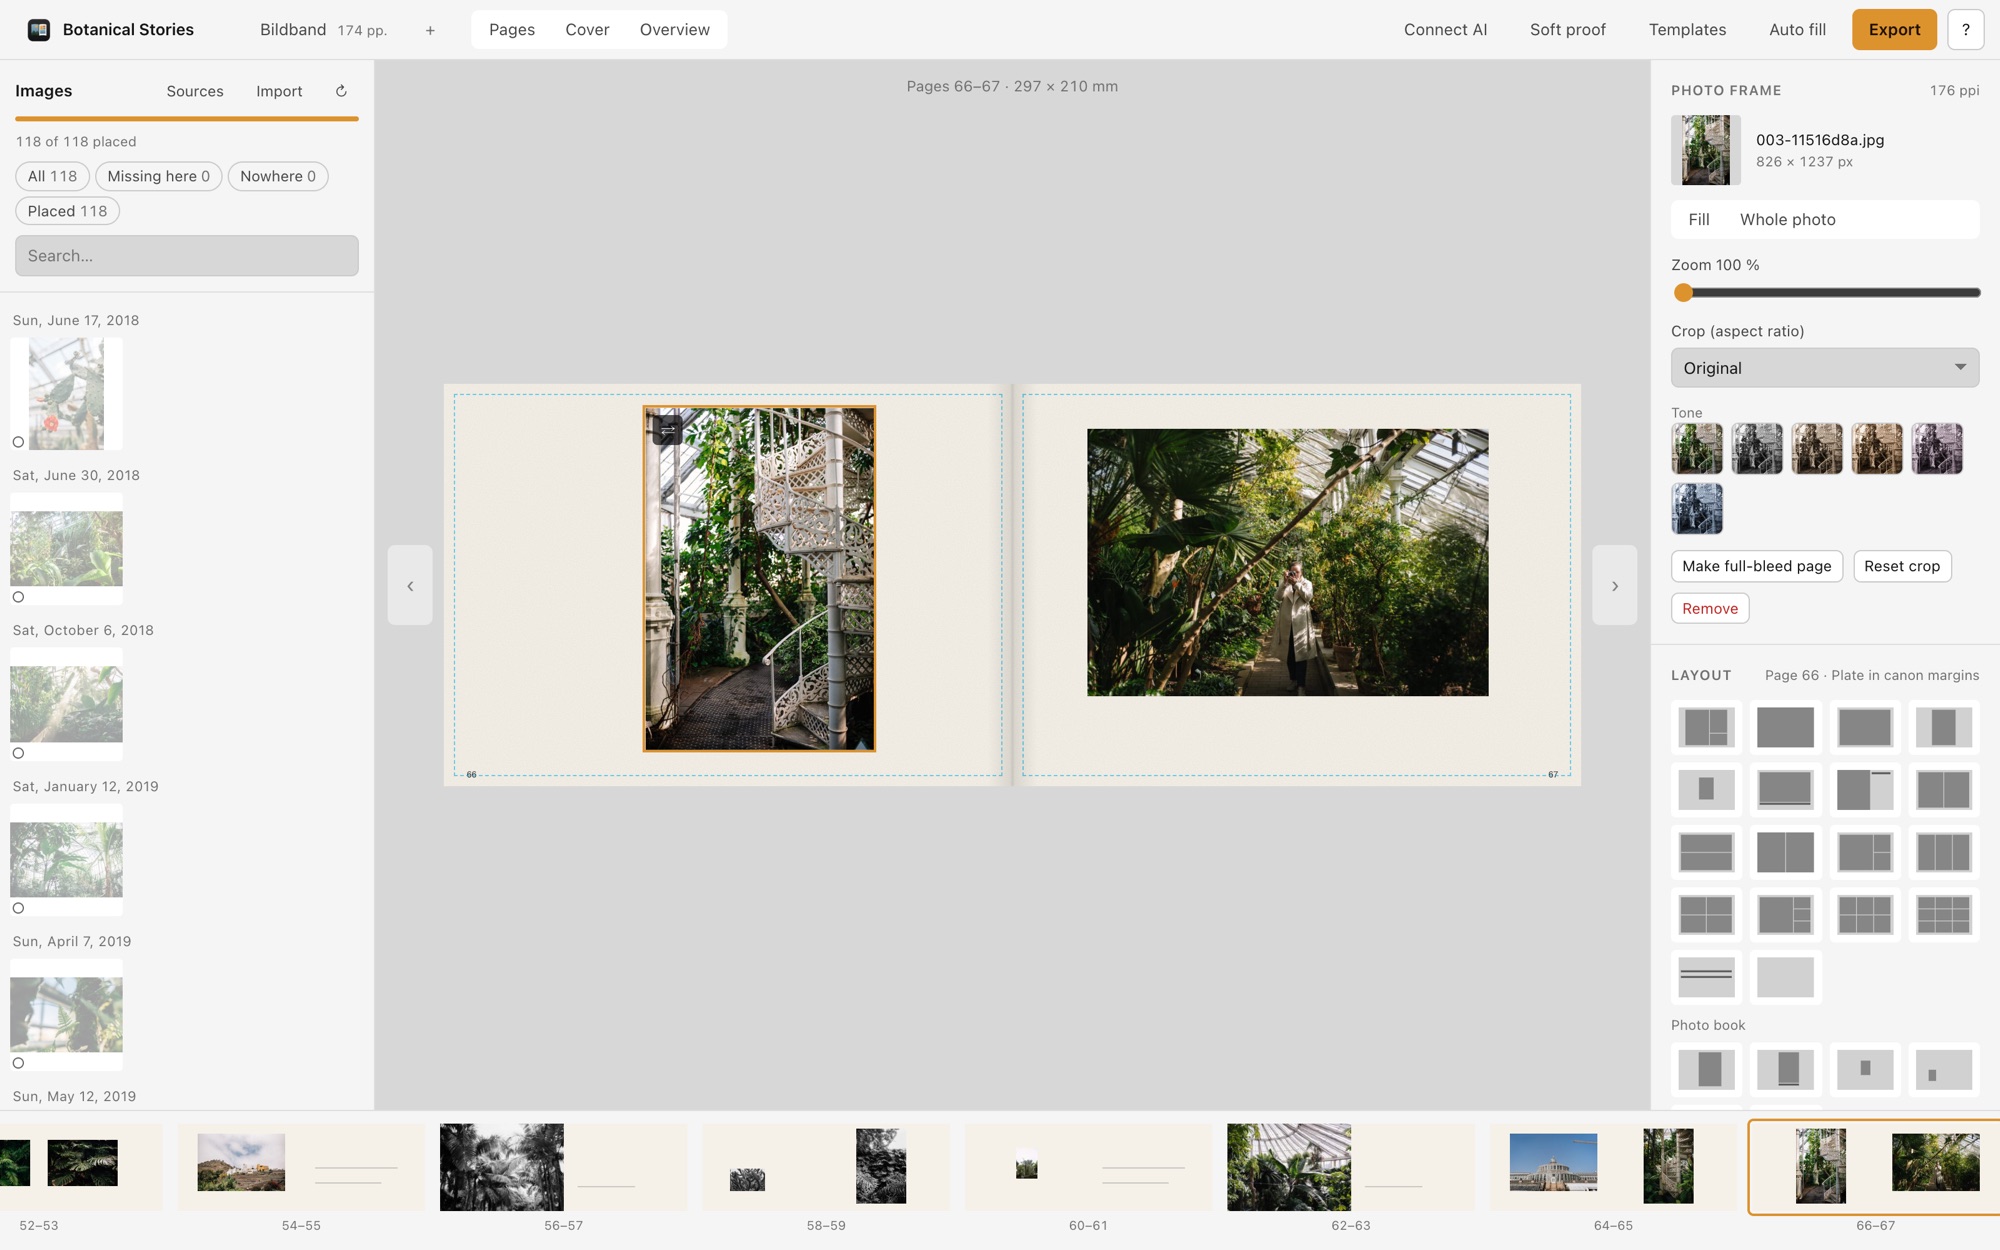 Botanical Stories
Bildband 174 pp. +
Pages Cover Overview
Connect AI Soft proof Templates Auto fill Export ?
Images Sources Import
118 of 118 placed
All 118 Missing here 0 Nowhere 0
Placed 118
Search...
Sun, June 17, 2018
Sat, June 30, 2018
Sat, October 6, 2018
Sat, January 12, 2019
Sun, April 7, 2019
Sun, May 12, 2019
Pages 66–67 · 297 × 210 mm
66
67
PHOTO FRAME 176 ppi
003-11516d8a.jpg
826 × 1237 px
Fill Whole photo
Zoom 100 %
Crop (aspect ratio)
Original
Tone
Make full-bleed page Reset crop
Remove
LAYOUT Page 66 · Plate in canon margins
Photo book
52–53 54–55 56–57 58–59 60–61 62–63 64–65 66–67